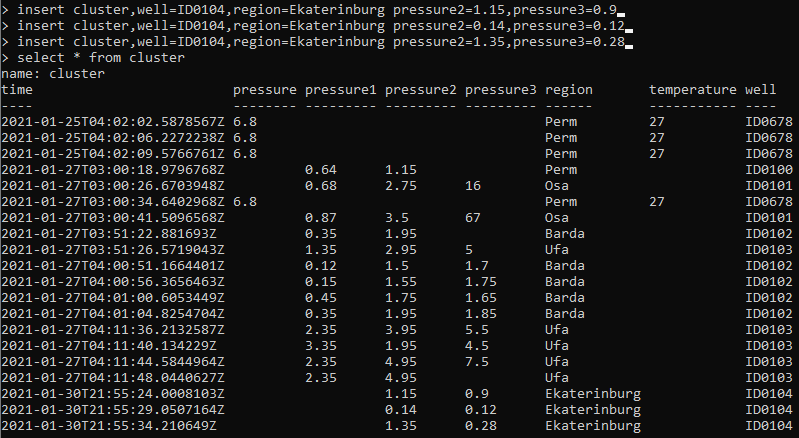 > insert cluster,well=ID0104,region=Ekaterinburg pressure2=1.15,pressure3=0.9
> insert cluster,well=ID0104,region=Ekaterinburg pressure2=0.14,pressure3=0.12
> insert cluster,well=ID0104,region=Ekaterinburg pressure2=1.35,pressure3=0.28
> select * from cluster
name: cluster
time                         pressure pressure1 pressure2 pressure3 region       temperature well
----                         -------- --------- --------- --------- ------       ----------- ----
2021-01-25T04:02:02.5878567Z 6.8                                    Perm         27          ID0678
2021-01-25T04:02:06.2272238Z 6.8                                    Perm         27          ID0678
2021-01-25T04:02:09.5766761Z 6.8                                    Perm         27          ID0678
2021-01-27T03:00:18.9796768Z          0.64      1.15                Perm                     ID0100
2021-01-27T03:00:26.6703948Z          0.68      2.75      16        Osa                      ID0101
2021-01-27T03:00:34.6402968Z 6.8                                    Perm         27          ID0678
2021-01-27T03:00:41.5096568Z          0.87      3.5       67        Osa                      ID0101
2021-01-27T03:51:22.881693Z           0.35      1.95                Barda                    ID0102
2021-01-27T03:51:26.5719043Z          1.35      2.95      5         Ufa                      ID0103
2021-01-27T04:00:51.1664401Z          0.12      1.5       1.7       Barda                    ID0102
2021-01-27T04:00:56.3656463Z          0.15      1.55      1.75      Barda                    ID0102
2021-01-27T04:01:00.6053449Z          0.45      1.75      1.65      Barda                    ID0102
2021-01-27T04:01:04.8254704Z          0.35      1.95      1.85      Barda                    ID0102
2021-01-27T04:11:36.2132587Z          2.35      3.95      5.5       Ufa                      ID0103
2021-01-27T04:11:40.134229Z           3.35      1.95      4.5       Ufa                      ID0103
2021-01-27T04:11:44.5844964Z          2.35      4.95      7.5       Ufa                      ID0103
2021-01-27T04:11:48.0440627Z          2.35      4.95                Ufa                      ID0103
2021-01-30T21:55:24.0008103Z                    1.15      0.9       Ekaterinburg             ID0104
2021-01-30T21:55:29.0507164Z                    0.14      0.12      Ekaterinburg             ID0104
2021-01-30T21:55:34.210649Z                     1.35      0.28      Ekaterinburg             ID0104